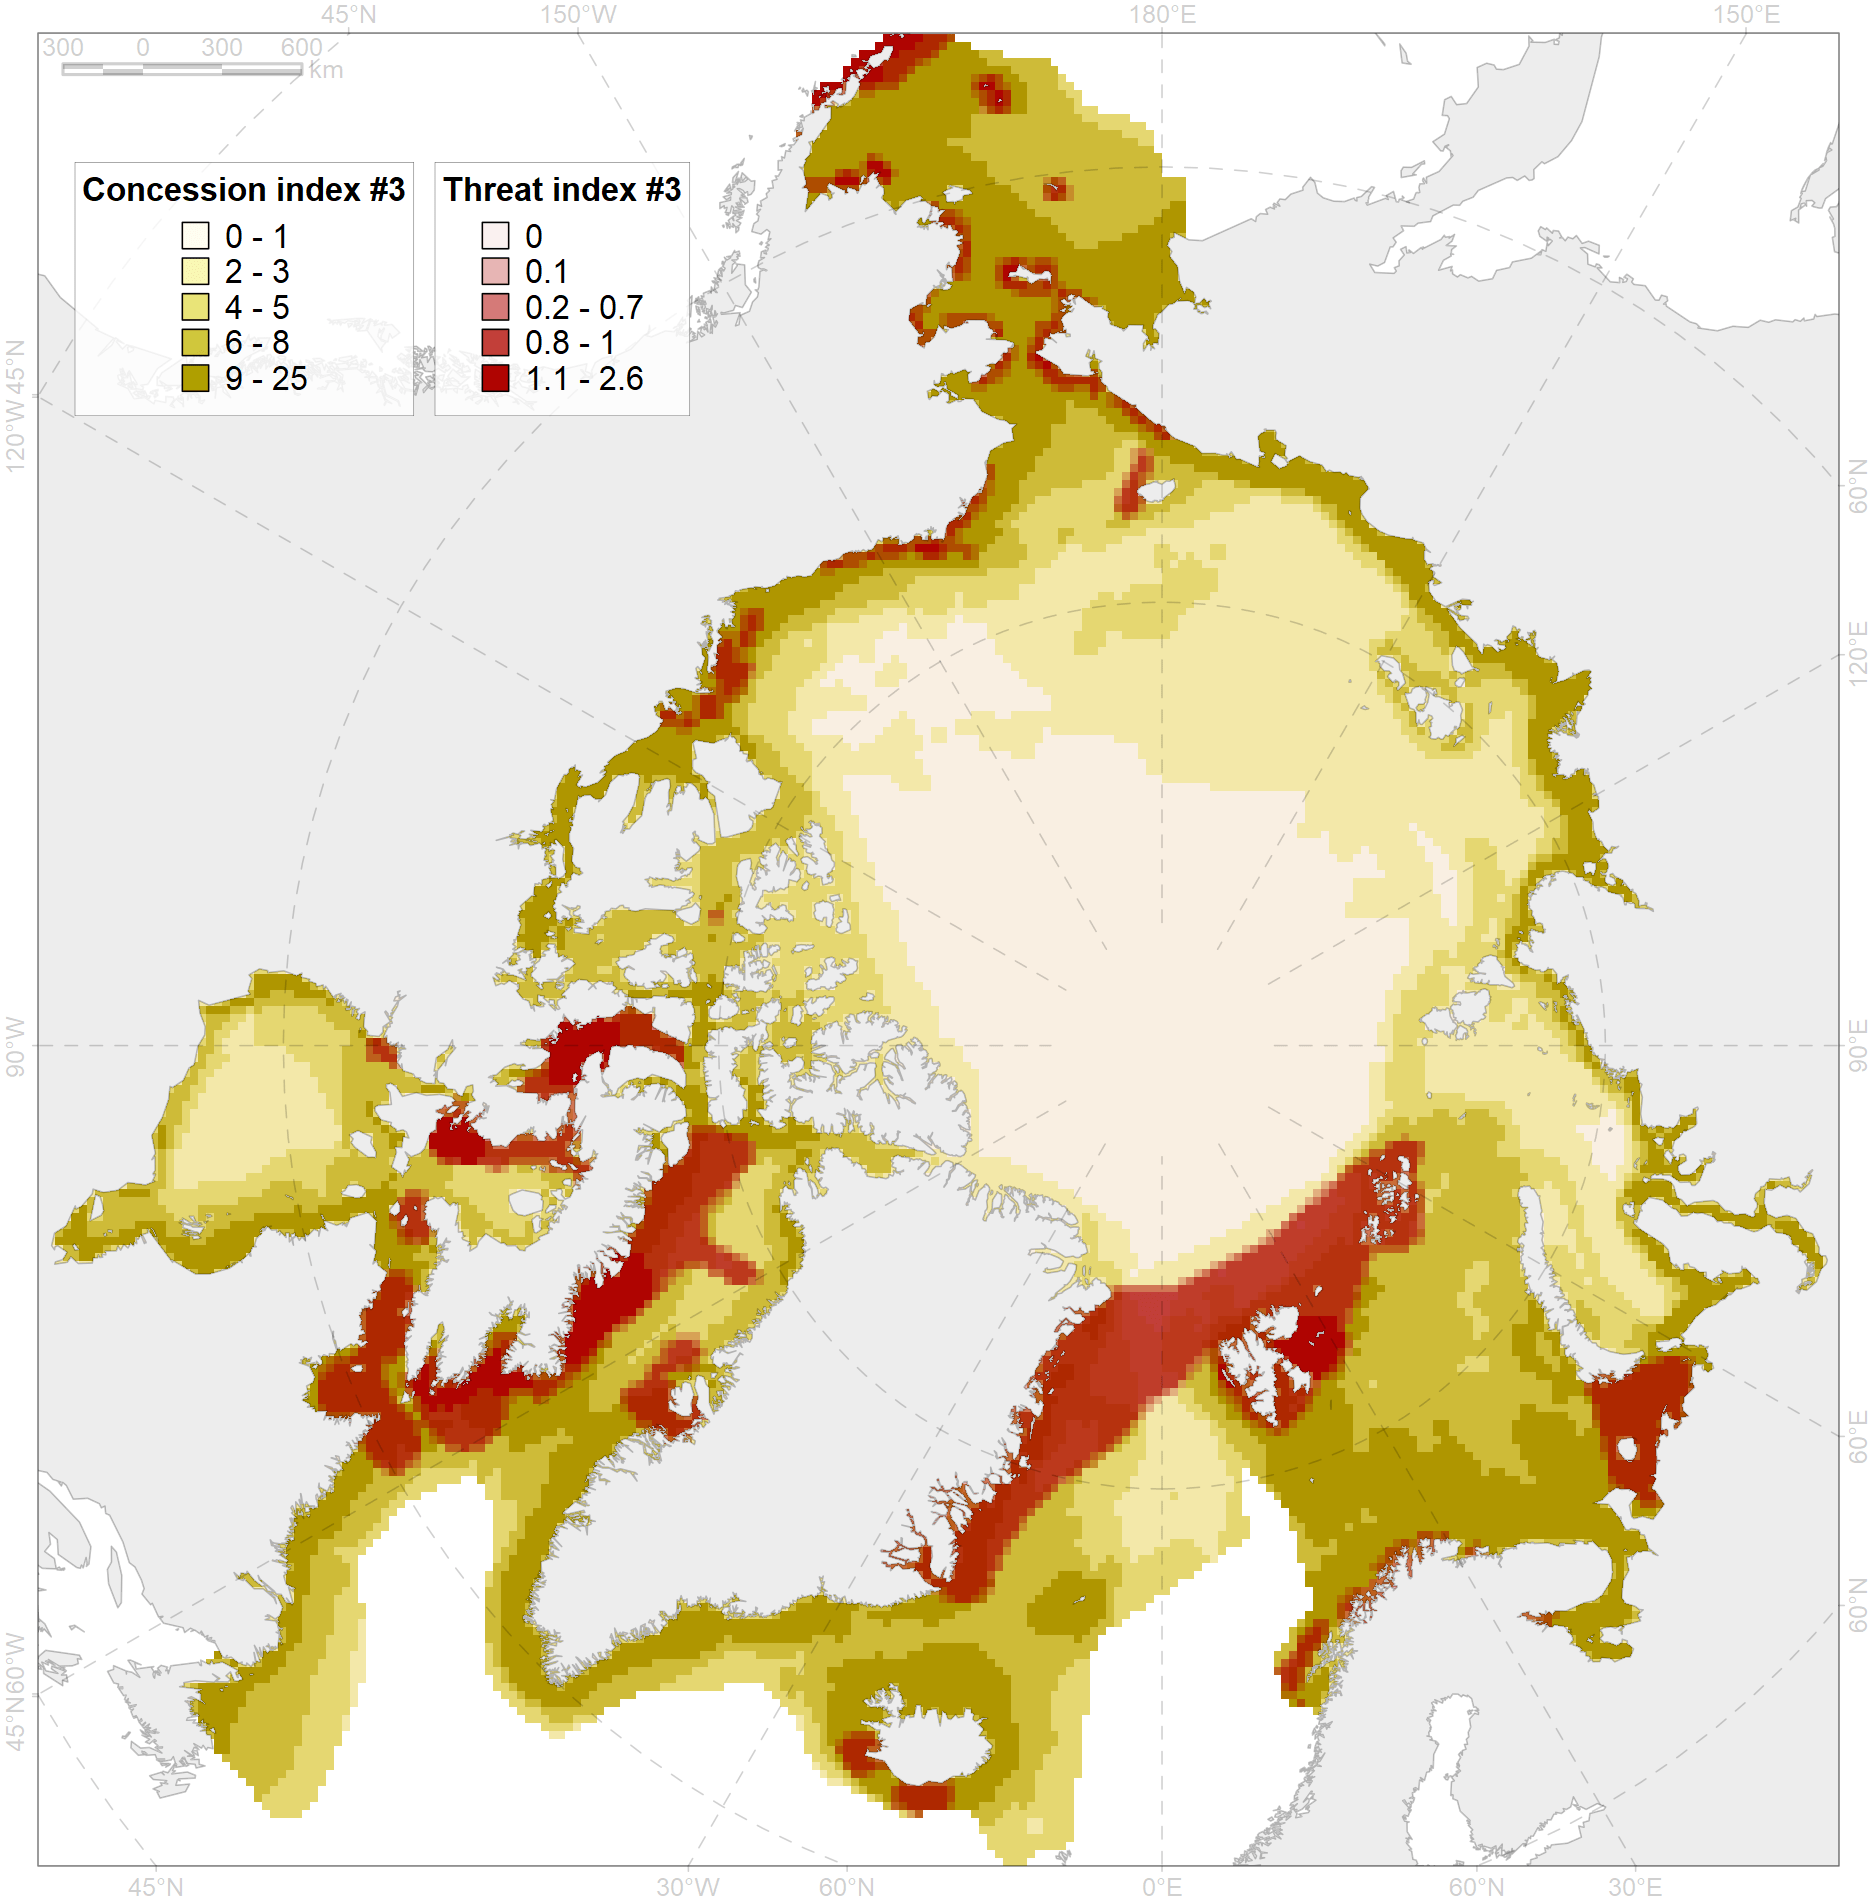 45°N 150°W 180°E 150°E
300 0 300 600
km
Concession index #3
0 - 1
2 - 3
4 - 5
6 - 8
9 - 25
Threat index #3
0
0.1
0.2 - 0.7
0.8 - 1
1.1 - 2.6
120°W 45°N
90°W
45°N 60°W
60°N
120°E
90°E
60°E
60°N
45°N 30°W 60°N 0°E 60°N 30°E